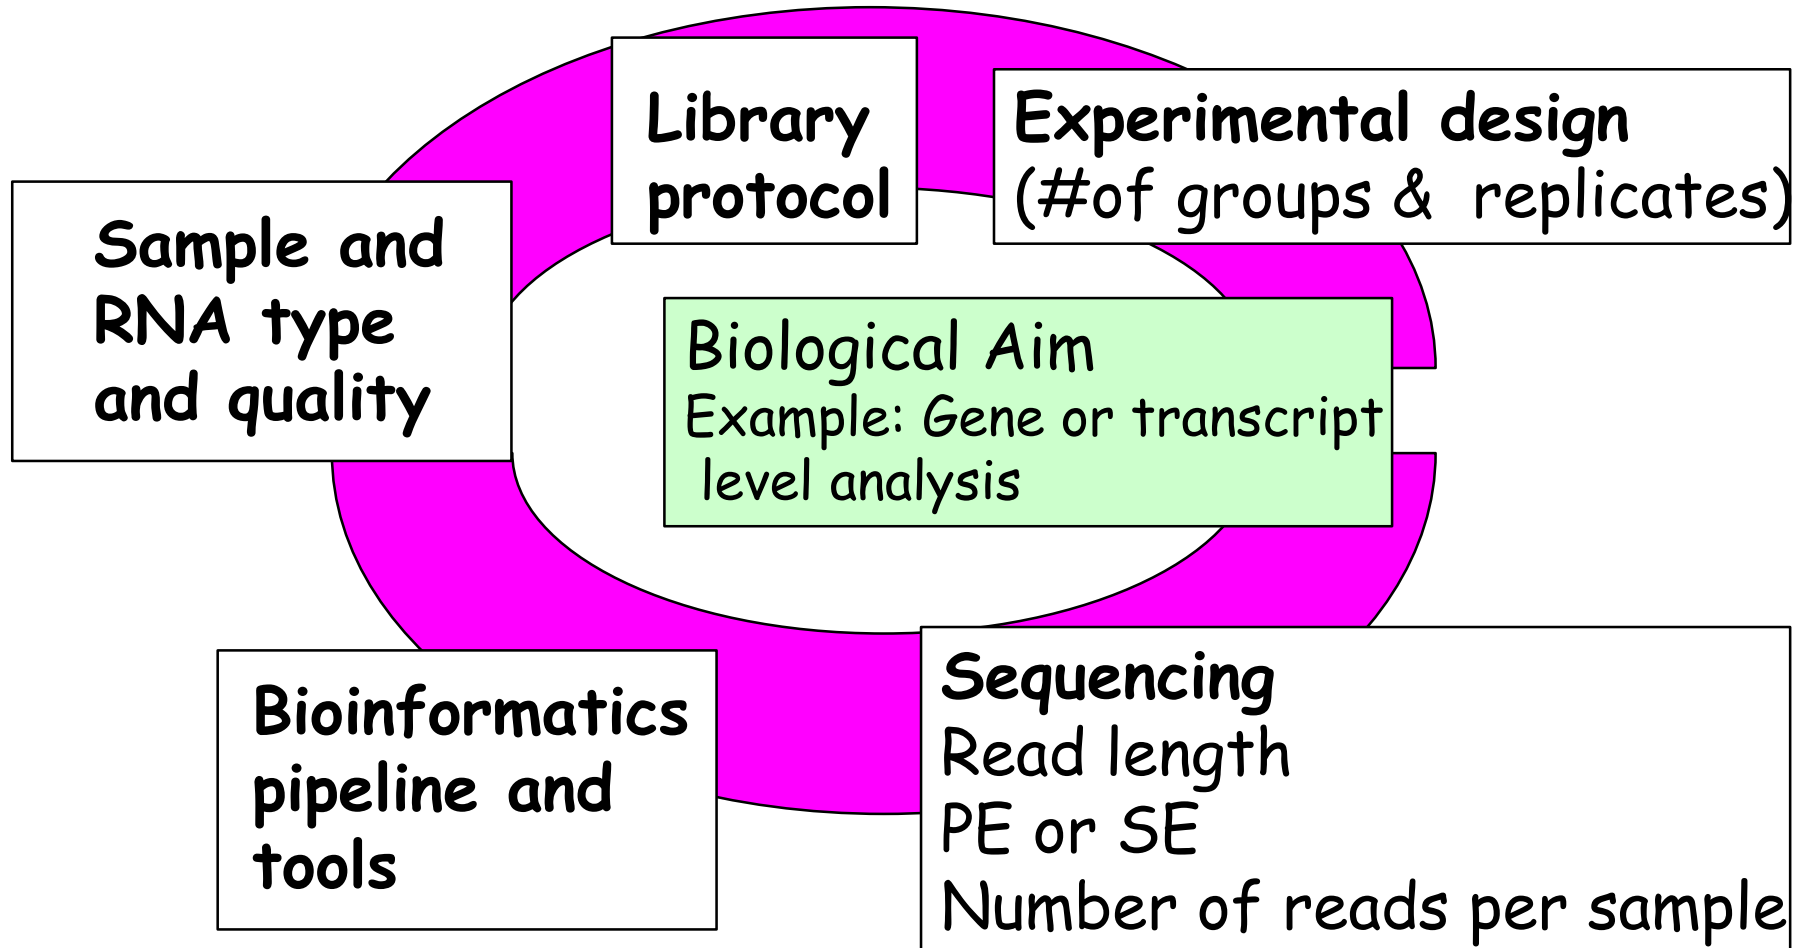 Library
protocol
Experimental design
(#of groups & replicates)
Sample and
RNA type
and quality
Biological Aim
Example: Gene or transcript
level analysis
Bioinformatics
pipeline and
tools
Sequencing
Read length
PE or SE
Number of reads per sample